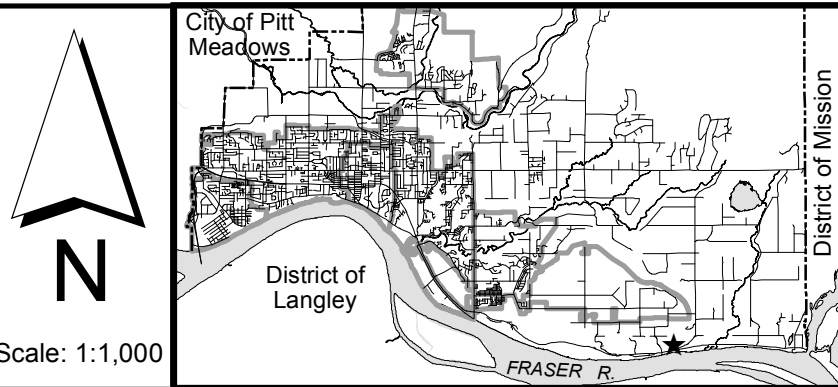 N
Scale: 1:1,000
City of Pitt
Meadows
District of
Langley
FRASER R.
District of Mission